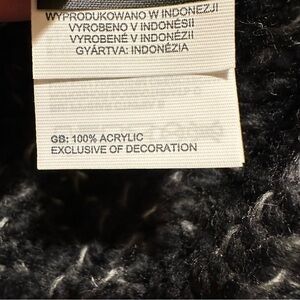 WYPRODUKOWANO W INDONEZJI
VYROBENO V INDONÉSII
VYROBENÉ V INDONÉZII
GYÁRTVA: INDONÉZIA
GB: 100% ACRYLIC
EXCLUSIVE OF DECORATION